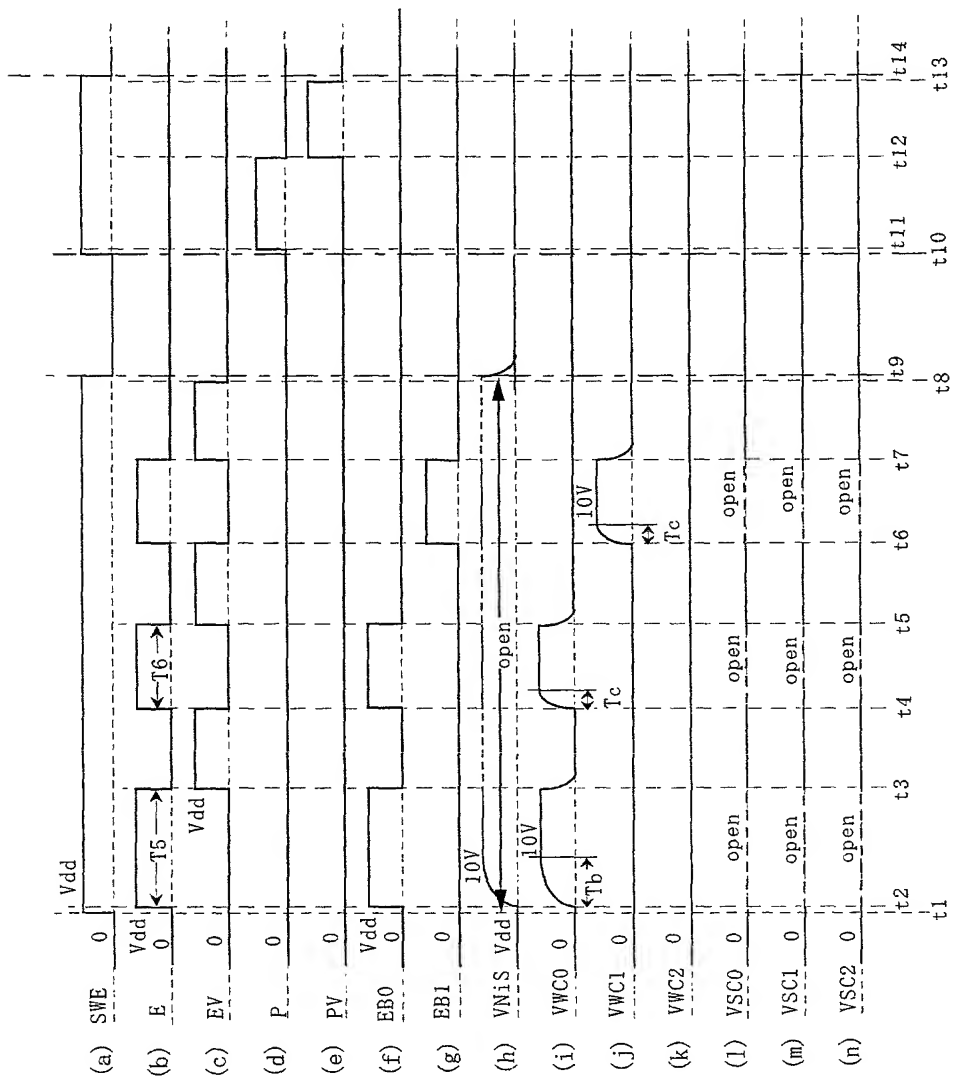 (a) SWE 0 Vdd
(b) E Vdd 0 T5 T6
(c) EV 0 Vdd
(d) P 0
(e) PV 0
(f) EB0 Vdd 0
(g) EB1 0
(h) VNiS Vdd 10V open
(i) VWC0 0 Tb 10V Tc
(j) VWC1 0 Tc 10V
(k) VWC2 0
(l) VSC0 0 open open open
(m) VSC1 0 open open open
(n) VSC2 0 open open open
t1 t2 t3 t4 t5 t6 t7 t8 t9 t10 t11 t12 t13 t14